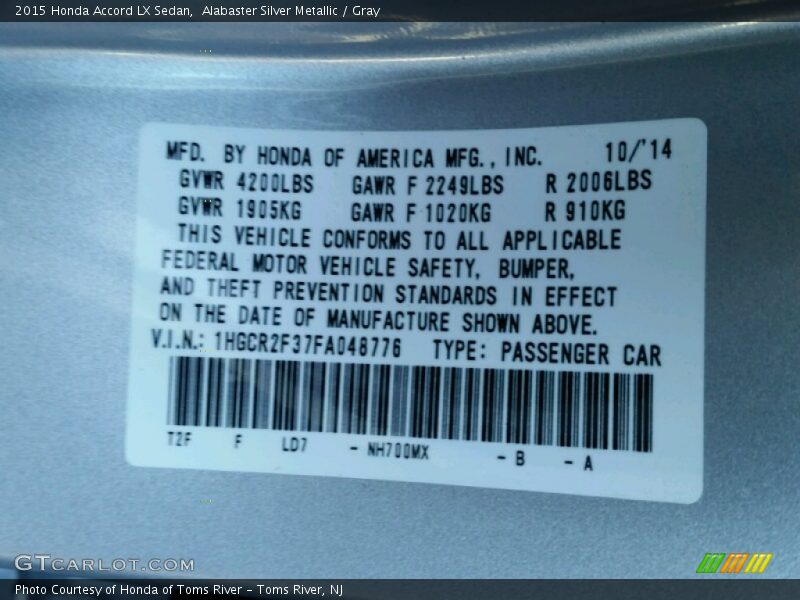 2015 Honda Accord LX Sedan,  Alabaster Silver Metallic / Gray
MFD. BY HONDA OF AMERICA MFG., INC. 10/'14
GVWR 4200LBS GAWR F 2249LBS R 2006LBS
GVWR 1905KG GAWR F 1020KG R 910KG
THIS VEHICLE CONFORMS TO ALL APPLICABLE
FEDERAL MOTOR VEHICLE SAFETY, BUMPER,
AND THEFT PREVENTION STANDARDS IN EFFECT
ON THE DATE OF MANUFACTURE SHOWN ABOVE.
V.I.N.: 1HGCR2F37FA048776 TYPE: PASSENGER CAR
T2F F LD7 - NH700MX - B - A
GTCARLOT.COM
Photo Courtesy of Honda of Toms River – Toms River, NJ